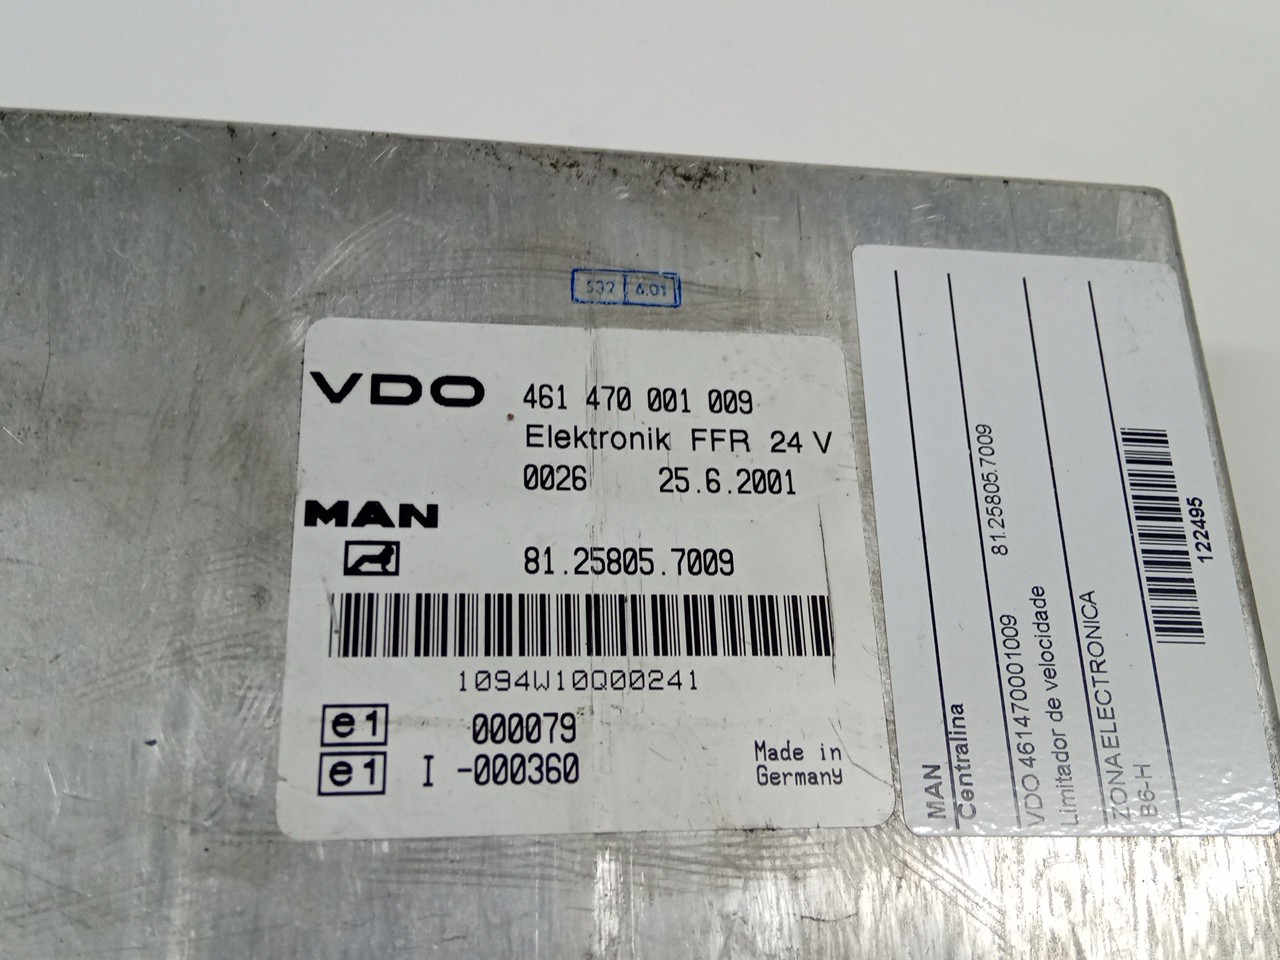 532 6.01
VDO 461 470 001 009
Elektronik FFR 24 V
0026 25.6.2001
MAN
81.25805.7009
1094W10Q00241
e1 000079
e1 I -000360
Made in
Germany
MAN
Centralina
VDO 461470001009 81.25805.7009
Limitador de velocidade
ZONA ELECTRONICA
B6-H
122495